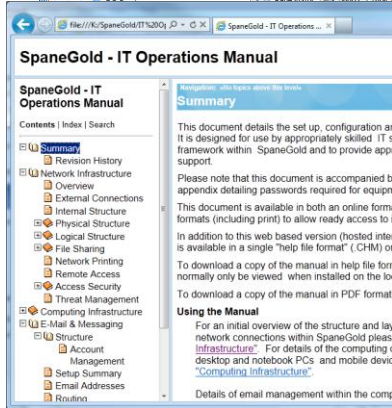 file:///K:/SpaneGold/IT%20O
SpaneGold - IT Operations ...
SpaneGold - IT Operations Manual
SpaneGold - IT
Operations Manual
Contents | Index | Search
Summary
Revision History
Network Infrastructure
Overview
External Connections
Internal Structure
Physical Structure
Logical Structure
File Sharing
Network Printing
Remote Access
Access Security
Threat Management
Computing Infrastructure
E-Mail & Messaging
Structure
Account
Management
Setup Summary
Email Addresses
Routing
Navigation: »No topics above this level«
Summary
This document details the set up, configuration an
It is designed for use by appropriately skilled IT s
framework within SpaneGold and to provide app
support.
Please note that this document is accompanied b
appendix detailing passwords required for equipm
This document is available in both an online forma
formats (including print) to allow ready access to i
In addition to this web based version (hosted inter
is available in a single "help file format" (.CHM) o
To download a copy of the manual in help file form
normally only be viewed when installed on the lo
To download a copy of the manual in PDF format
Using the Manual
For an initial overview of the structure and lay
network connections within SpaneGold pleas
Infrastructure". For details of the computing
desktop and notebook PCs and mobile devic
"Computing Infrastructure".
Details of email management within the comp